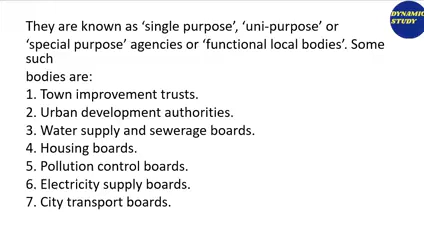 They are known as ‘single purpose’, ‘uni-purpose’ or
‘special purpose’ agencies or ‘functional local bodies’. Some
such
bodies are:
1. Town improvement trusts.
2. Urban development authorities.
3. Water supply and sewerage boards.
4. Housing boards.
5. Pollution control boards.
6. Electricity supply boards.
7. City transport boards.
DYNAMIC
STUDY